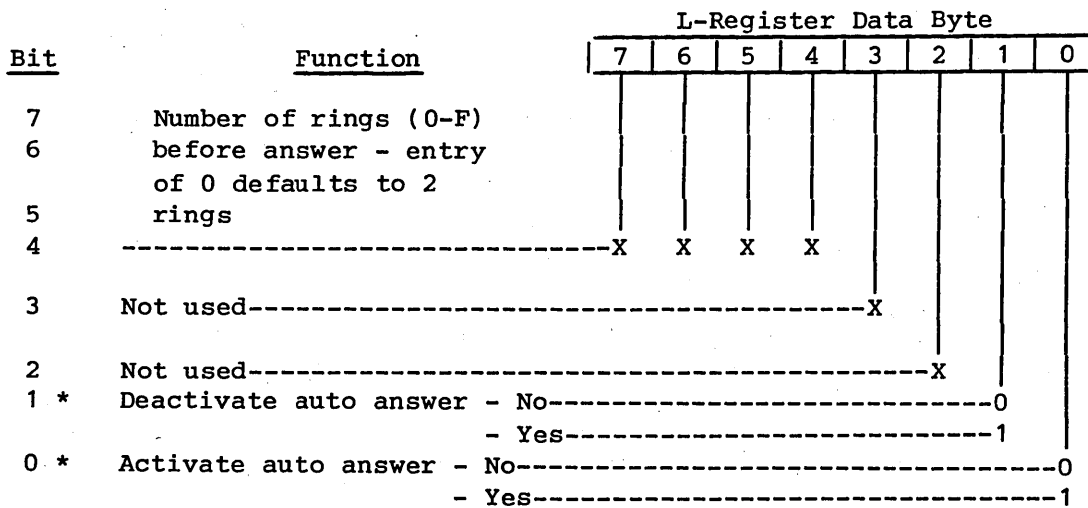 L-Register Data Byte
Bit Function | 7 | 6 | 5 | 4 | 3 | 2 | 1 | 0
7 Number of rings (0-F)
6 before answer - entry
of 0 defaults to 2
5 rings
4 -------------------------------X X X X
3 Not used---------------------------------------X
2 Not used-------------------------------------------X
1 * Deactivate auto answer - No---------------------------0
- Yes---------------------------1
0 * Activate auto answer - No----------------------------------0
- Yes---------------------------------1